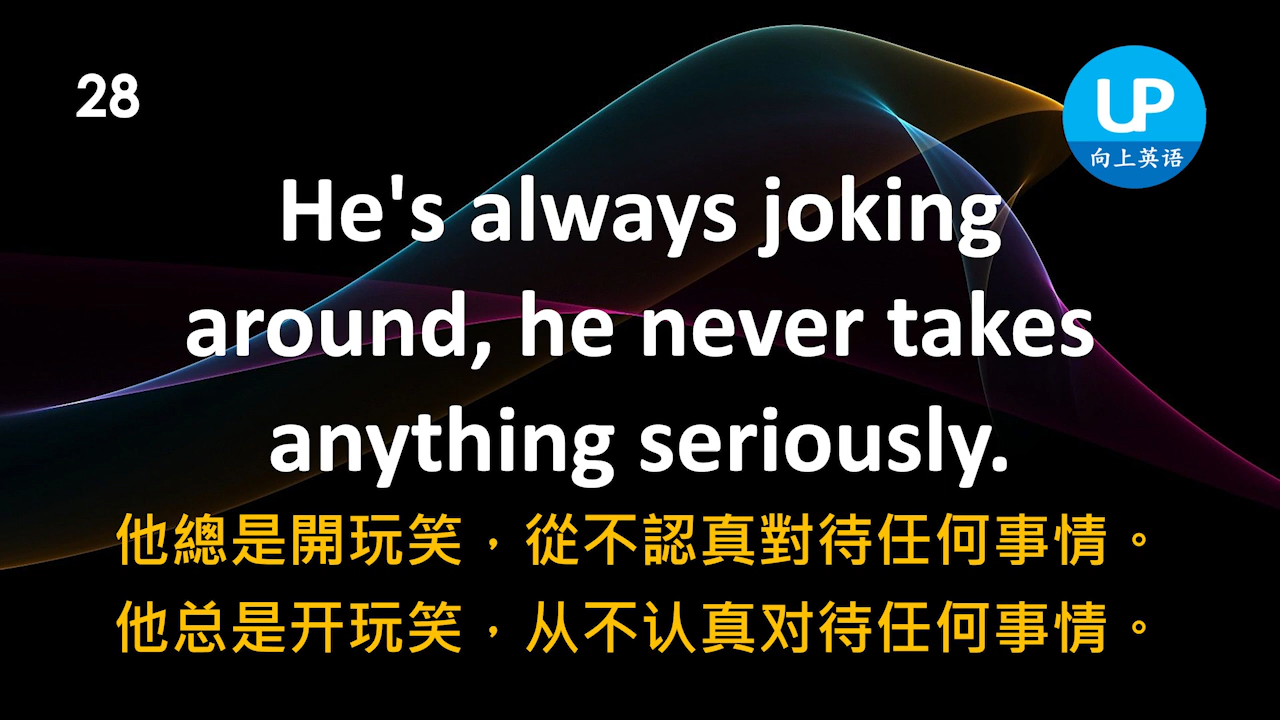 28
UP
向上英语
He's always joking
around, he never takes
anything seriously.
他總是開玩笑，從不認真對待任何事情。
他总是开玩笑，从不认真对待任何事情。